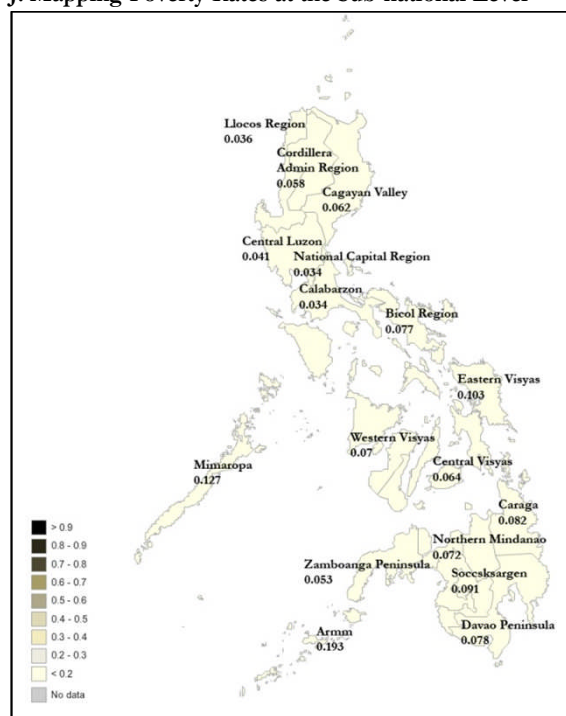 J. Mapping Poverty Rates at the Sub-national Level
Llocos Region
0.036
Cordillera
Admin Region
0.058
Cagayan Valley
0.062
Central Luzon
0.041
National Capital Region
0.034
Calabarzon
0.034
Bicol Region
0.077
Eastern Visyas
0.103
Western Visyas
0.07
Central Visyas
0.064
Mimaropa
0.127
Caraga
0.082
Northern Mindanao
0.072
Zamboanga Peninsula
0.053
Soccsksargen
0.091
Armm
0.193
Davao Peninsula
0.078
> 0.9
0.8 - 0.9
0.7 - 0.8
0.6 - 0.7
0.5 - 0.6
0.4 - 0.5
0.3 - 0.4
0.2 - 0.3
< 0.2
No data